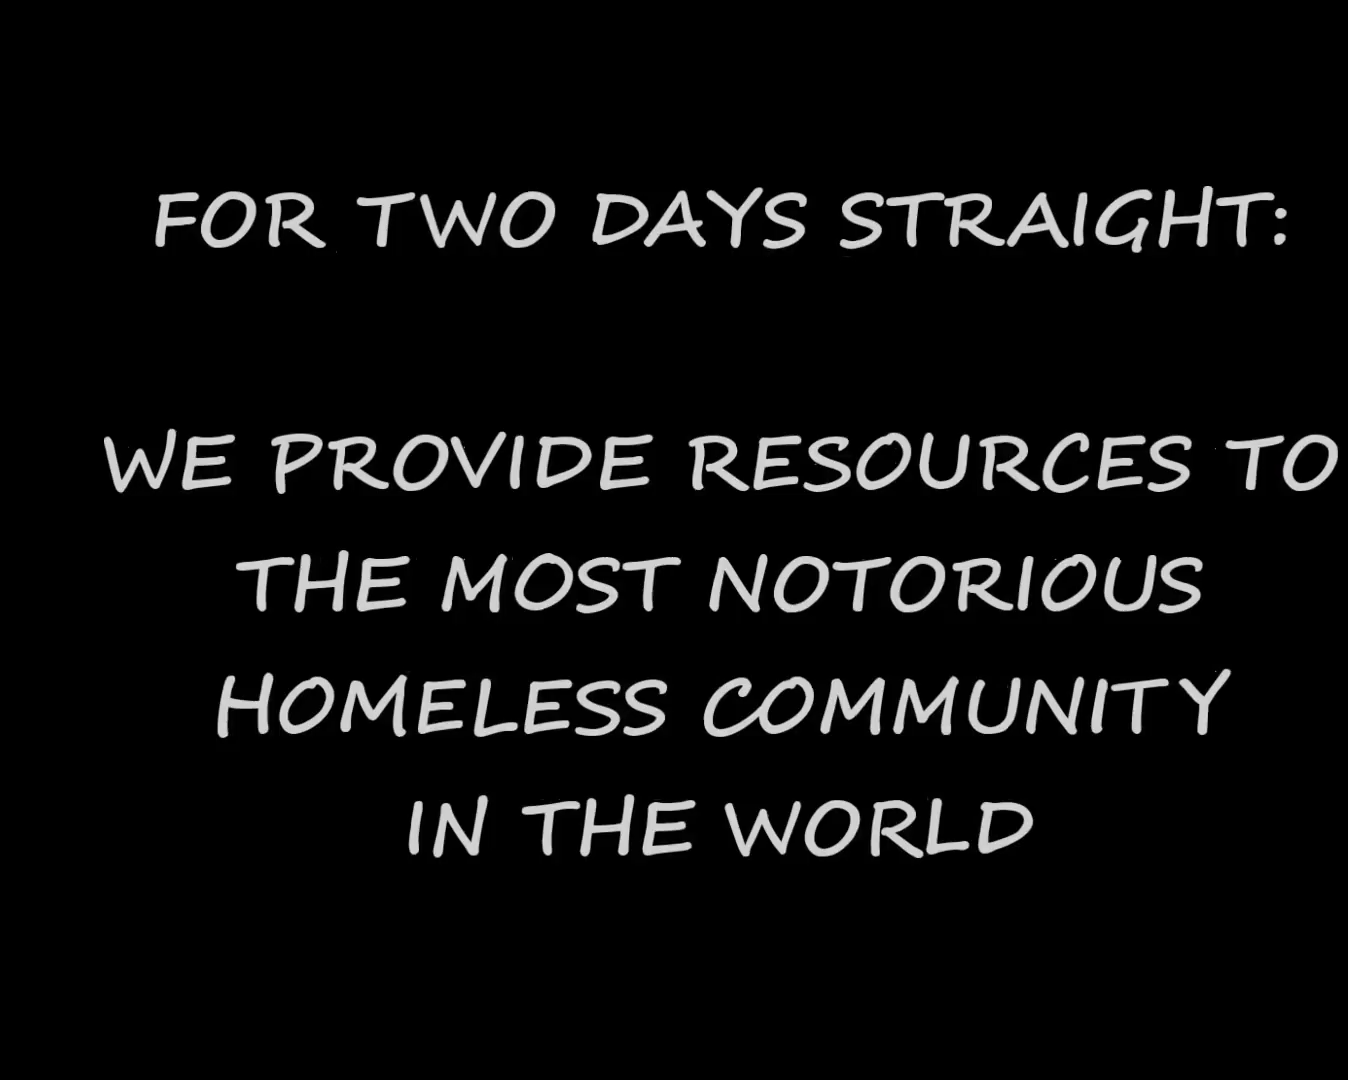 FOR TWO DAYS STRAIGHT:
WE PROVIDE RESOURCES TO
THE MOST NOTORIOUS
HOMELESS COMMUNITY
IN THE WORLD